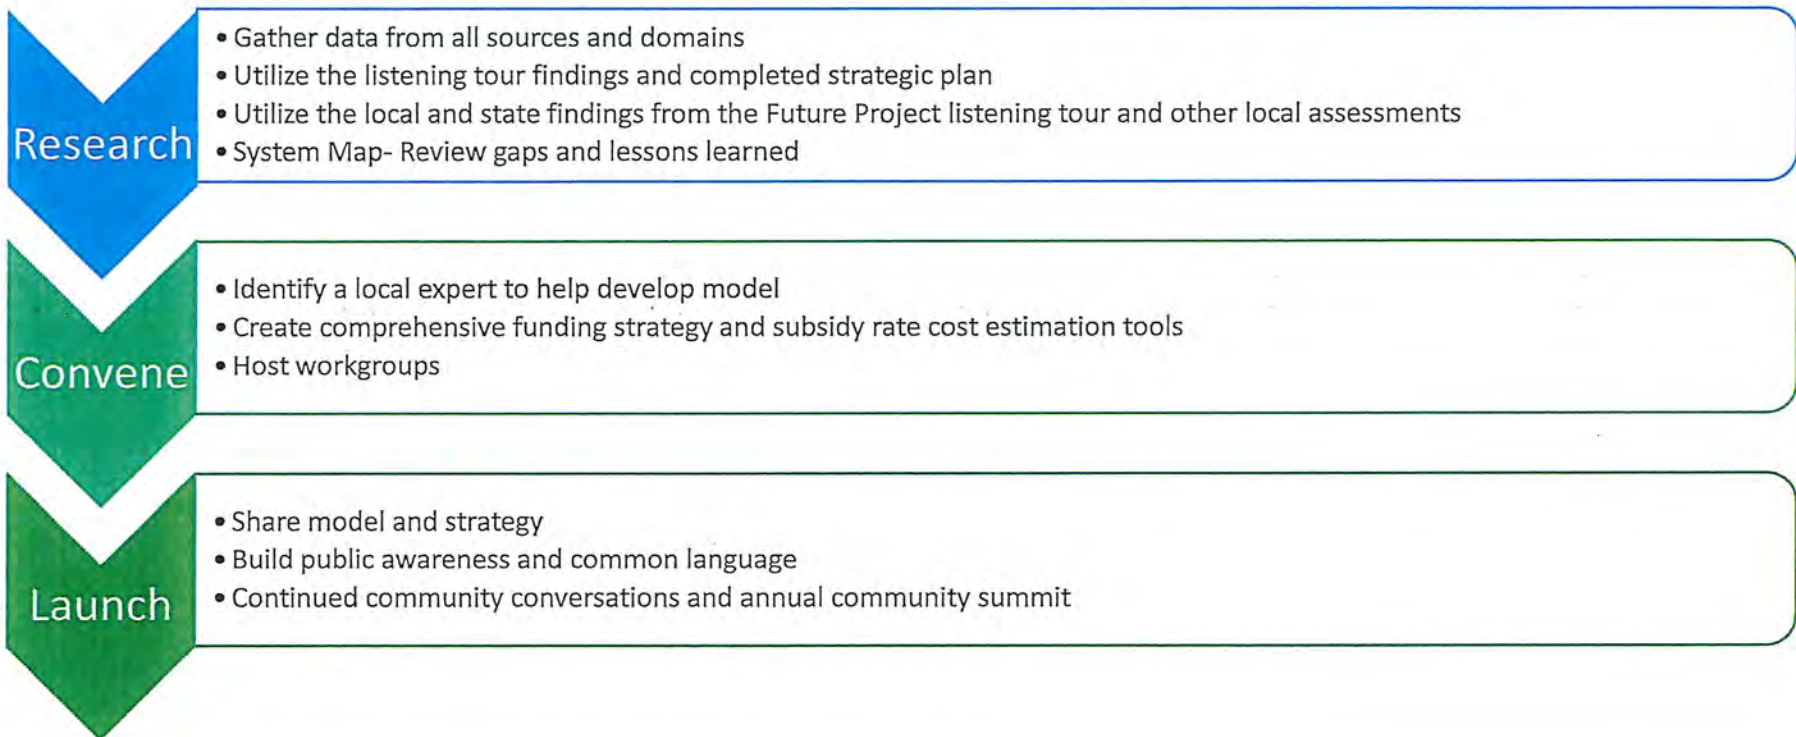 Research
• Gather data from all sources and domains
• Utilize the listening tour findings and completed strategic plan
• Utilize the local and state findings from the Future Project listening tour and other local assessments
• System Map- Review gaps and lessons learned
Convene
• Identify a local expert to help develop model
• Create comprehensive funding strategy and subsidy rate cost estimation tools
• Host workgroups
Launch
• Share model and strategy
• Build public awareness and common language
• Continued community conversations and annual community summit